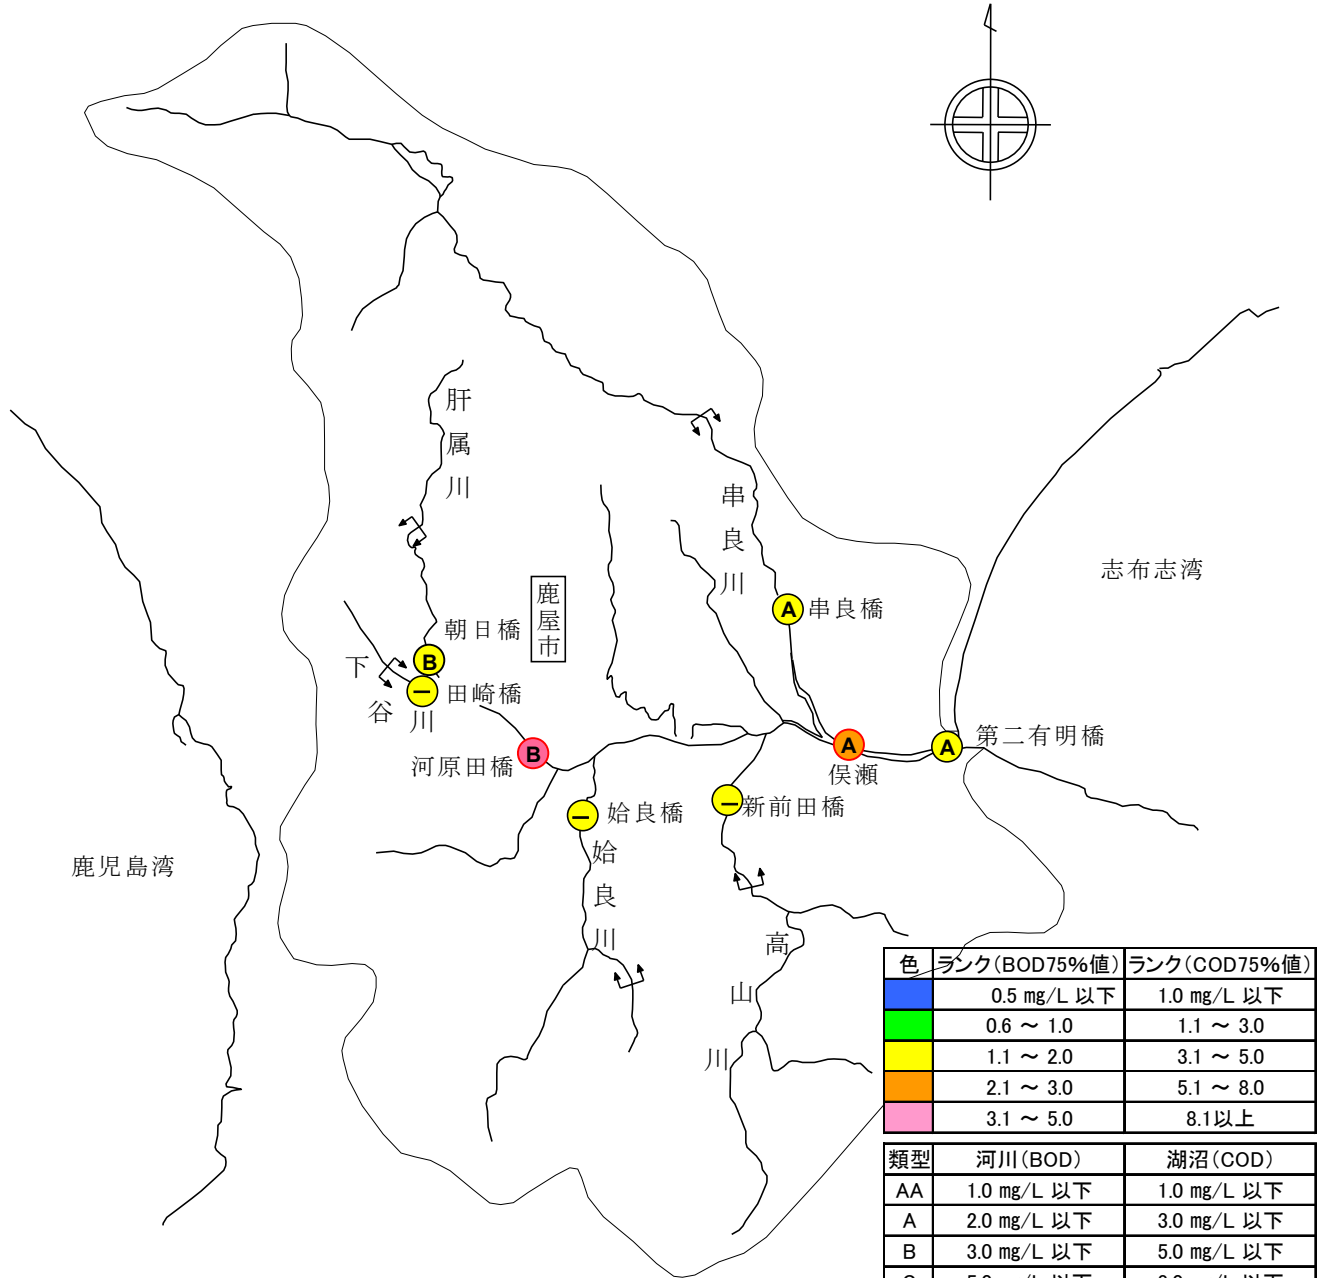 肝属川
串良川
志布志湾
鹿屋市
A 串良橋
朝日橋
B
下谷川
ー 田崎橋
第二有明橋
A
A
俣瀬
B
河原田橋
ー 新前田橋
ー 姶良橋
姶良川
鹿児島湾
高山川
色 ランク(BOD75%値) ランク(COD75%値)
0.5 mg/L 以下 1.0 mg/L 以下
0.6 ～ 1.0 1.1 ～ 3.0
1.1 ～ 2.0 3.1 ～ 5.0
2.1 ～ 3.0 5.1 ～ 8.0
3.1 ～ 5.0 8.1以上
類型 河川(BOD) 湖沼(COD)
AA 1.0 mg/L 以下 1.0 mg/L 以下
A 2.0 mg/L 以下 3.0 mg/L 以下
B 3.0 mg/L 以下 5.0 mg/L 以下